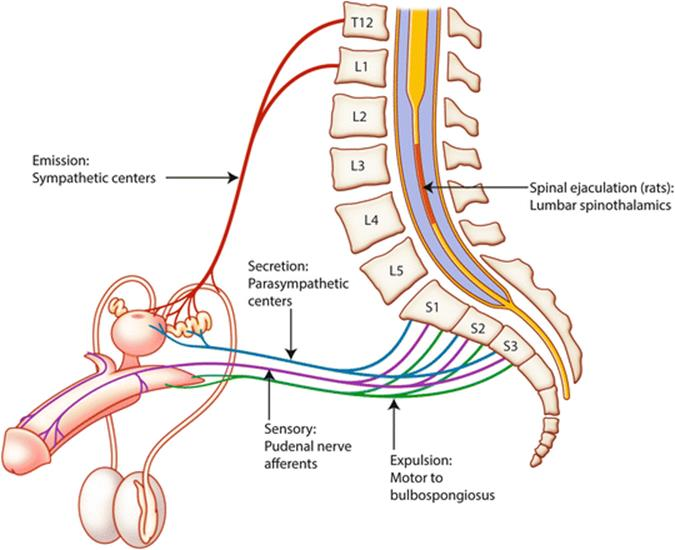 T12
L1
L2
L3
L4
L5
S1
S2
S3
Emission:
Sympathetic centers
Spinal ejaculation (rats):
Lumbar spinothalamics
Secretion:
Parasympathetic
centers
Sensory:
Pudenal nerve
afferents
Expulsion:
Motor to
bulbospongiosus